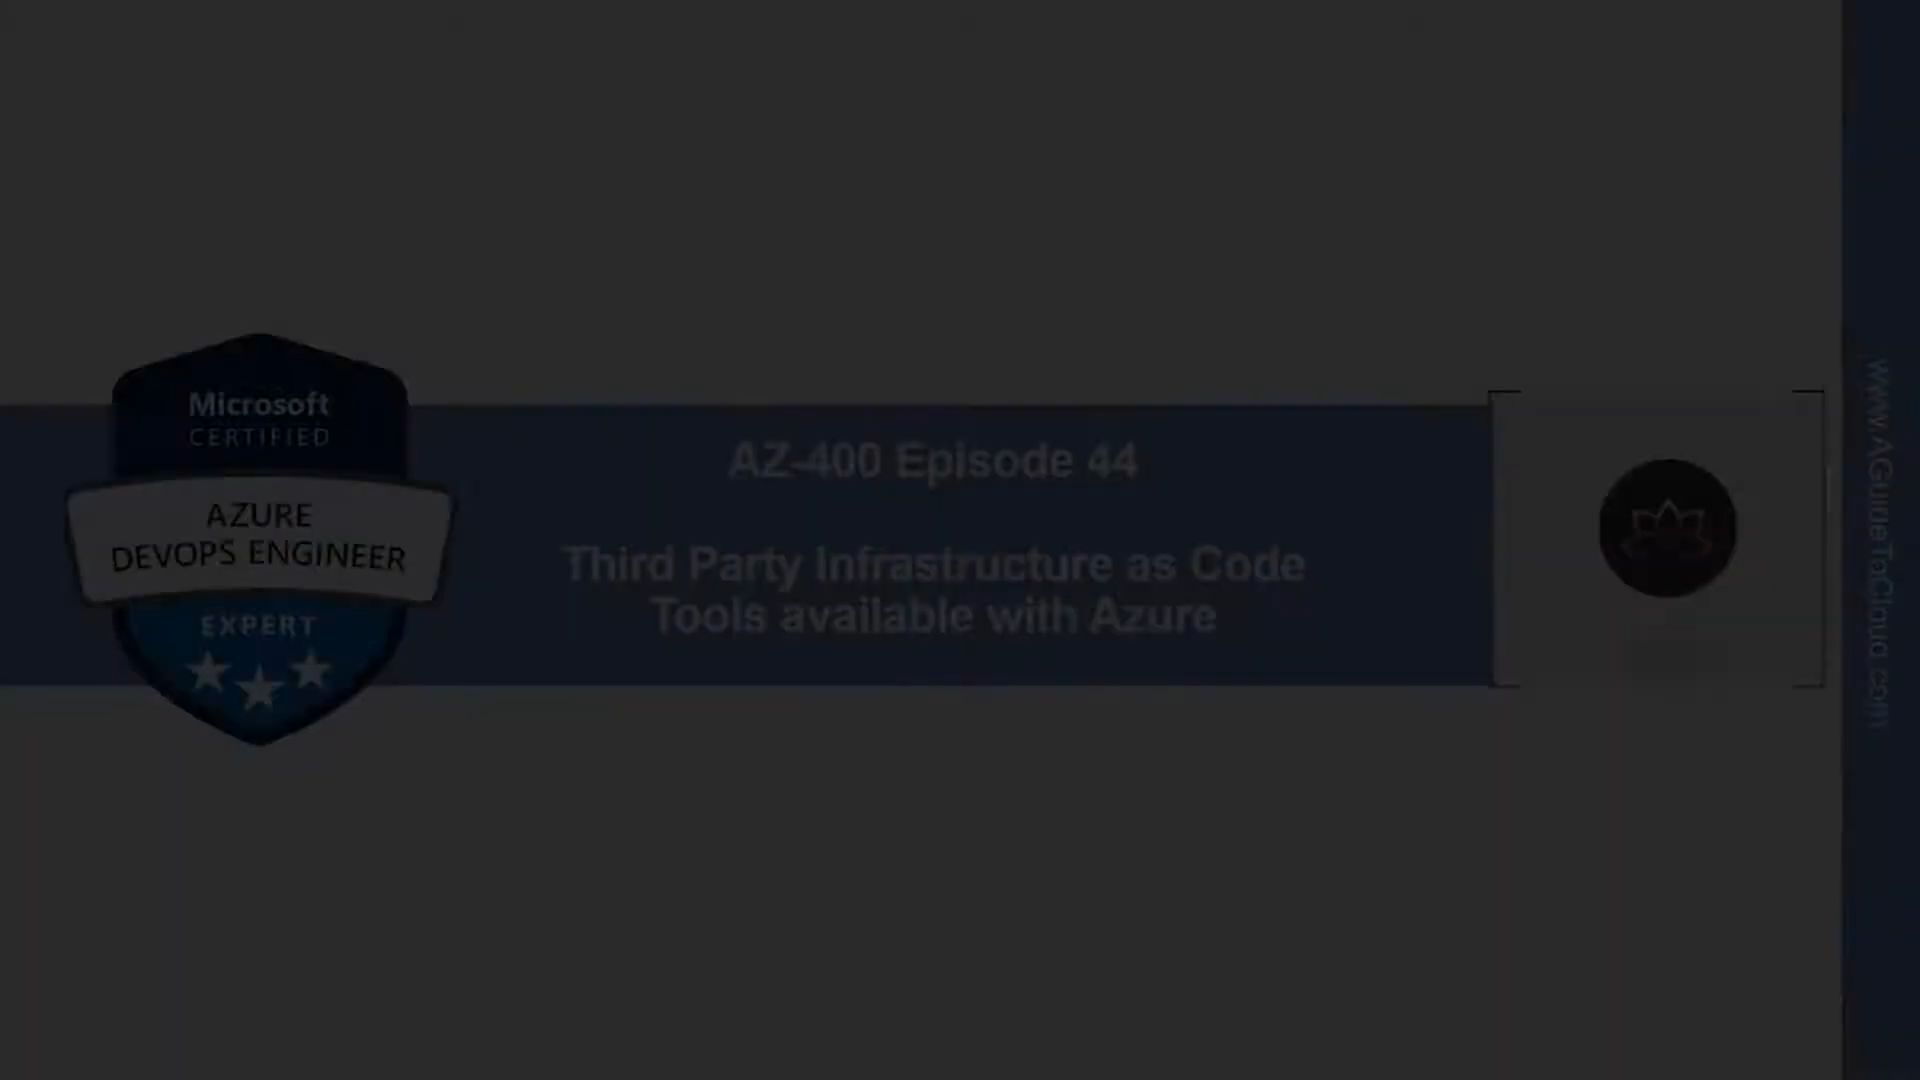 Microsoft
CERTIFIED
AZURE
DEVOPS ENGINEER
EXPERT
AZ-400 Episode 44
Third Party Infrastructure as Code
Tools available with Azure
www.AGuideToCloud.com